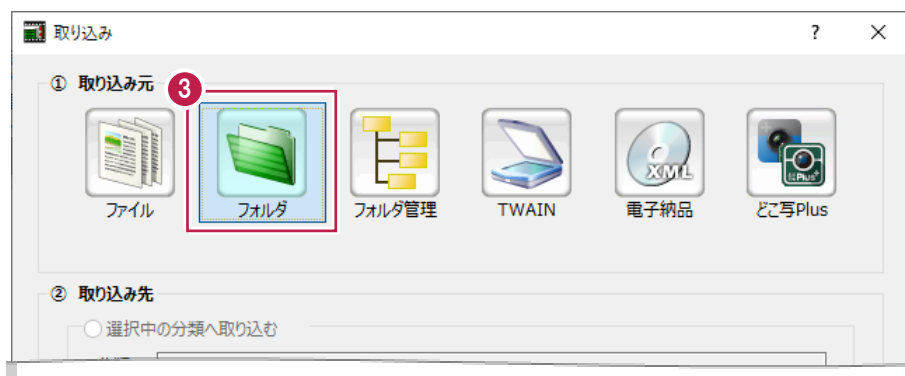 取り込み
?
① 取り込み元
3
ファイル フォルダ フォルダ管理 TWAIN 電子納品 どこ写Plus
XML
Plus+
② 取り込み先
選択中の分類へ取り込む